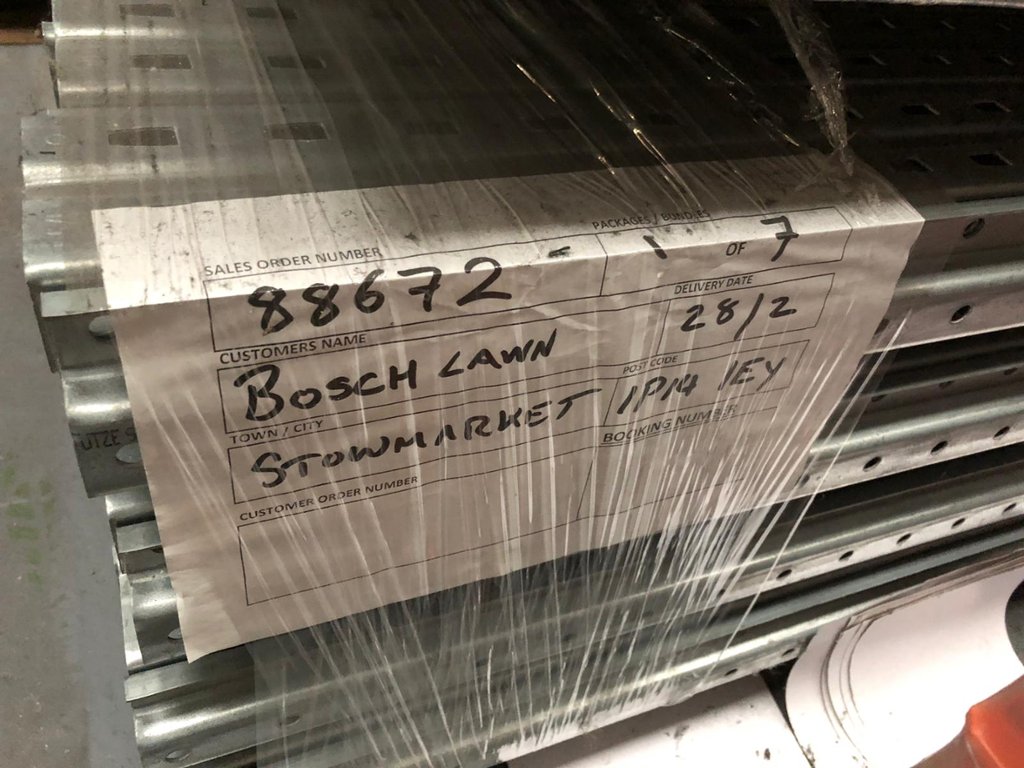 SALES ORDER NUMBER
PACKAGES / BUNDLES
88672 -
1 OF 7
CUSTOMERS NAME
DELIVERY DATE
BOSCH LAWN
28/2
TOWN / CITY
POST CODE
STOWMARKET
IP14 1EY
CUSTOMER ORDER NUMBER
BOOKING NUMBER